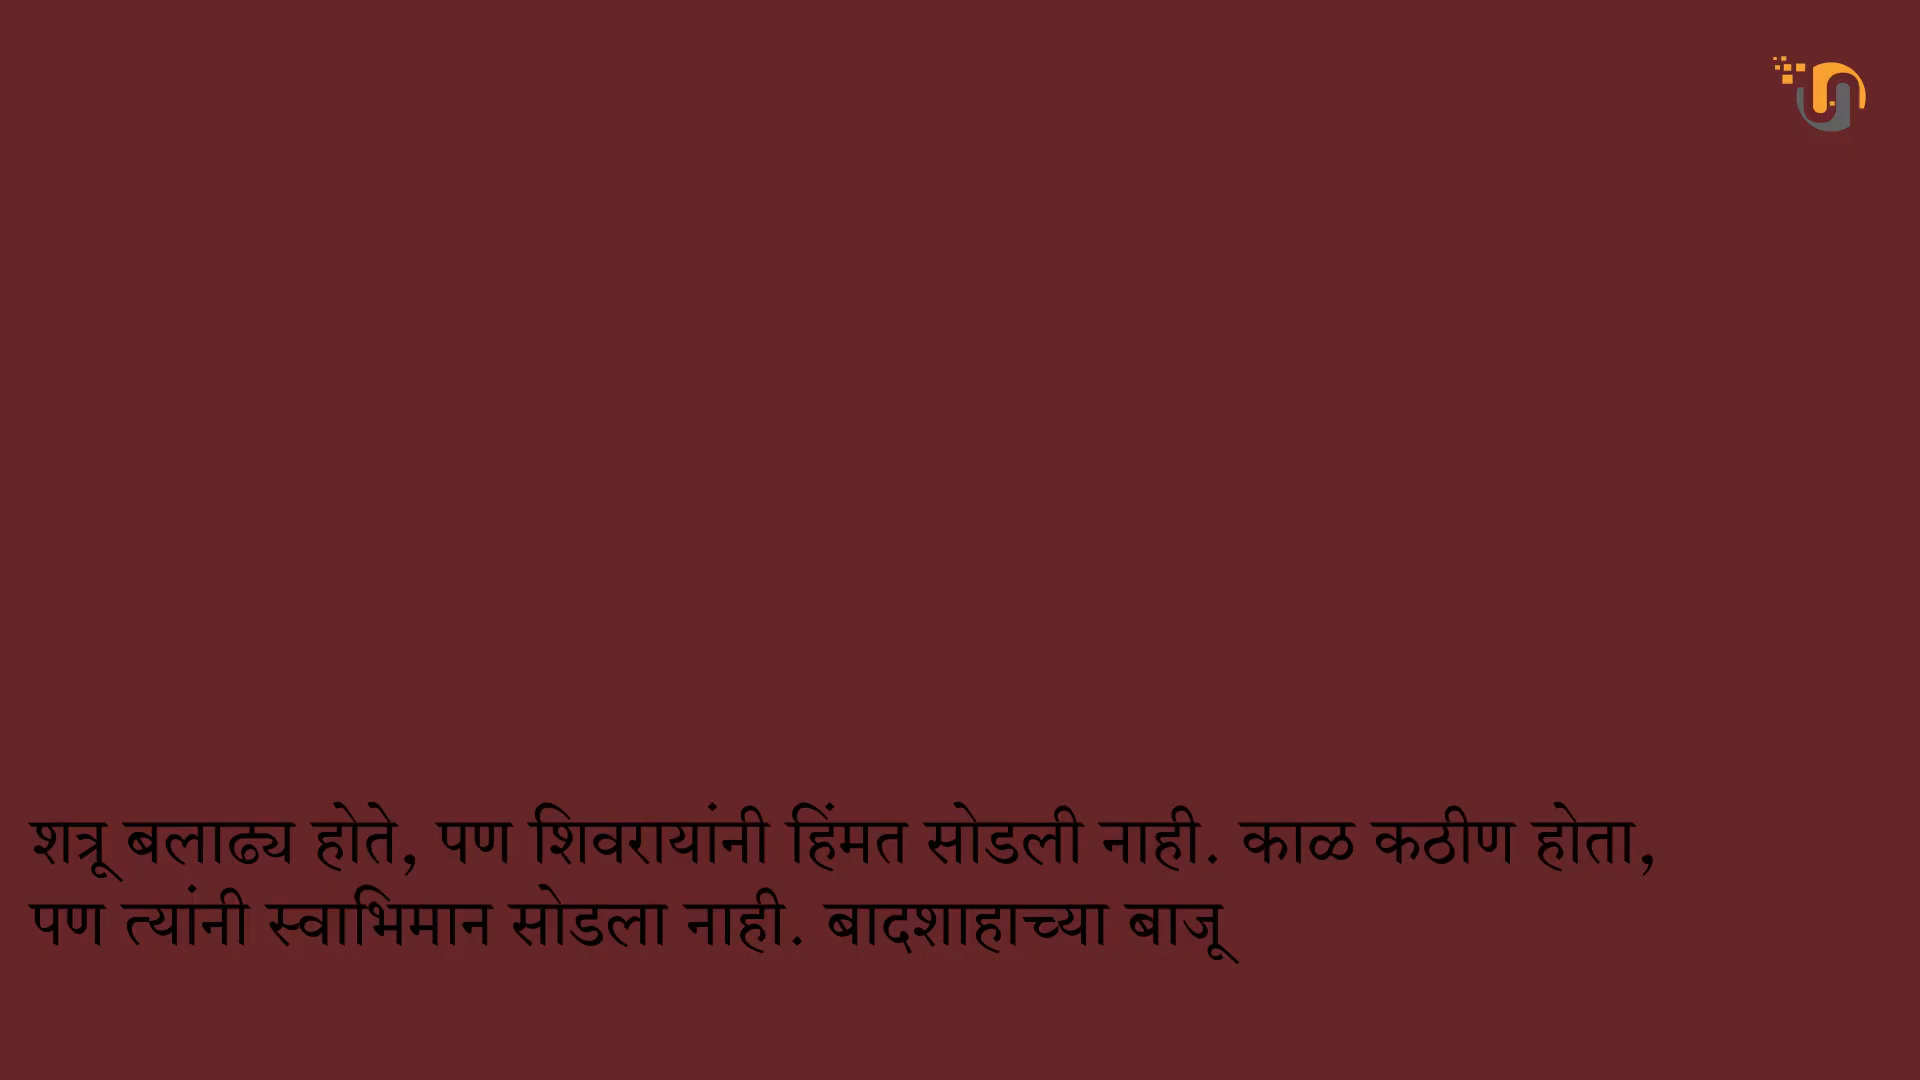 शत्रू बलाढ्य होते, पण शिवरायांनी हिंमत सोडली नाही. काळ कठीण होता,
पण त्यांनी स्वाभिमान सोडला नाही. बादशाहाच्या बाजू